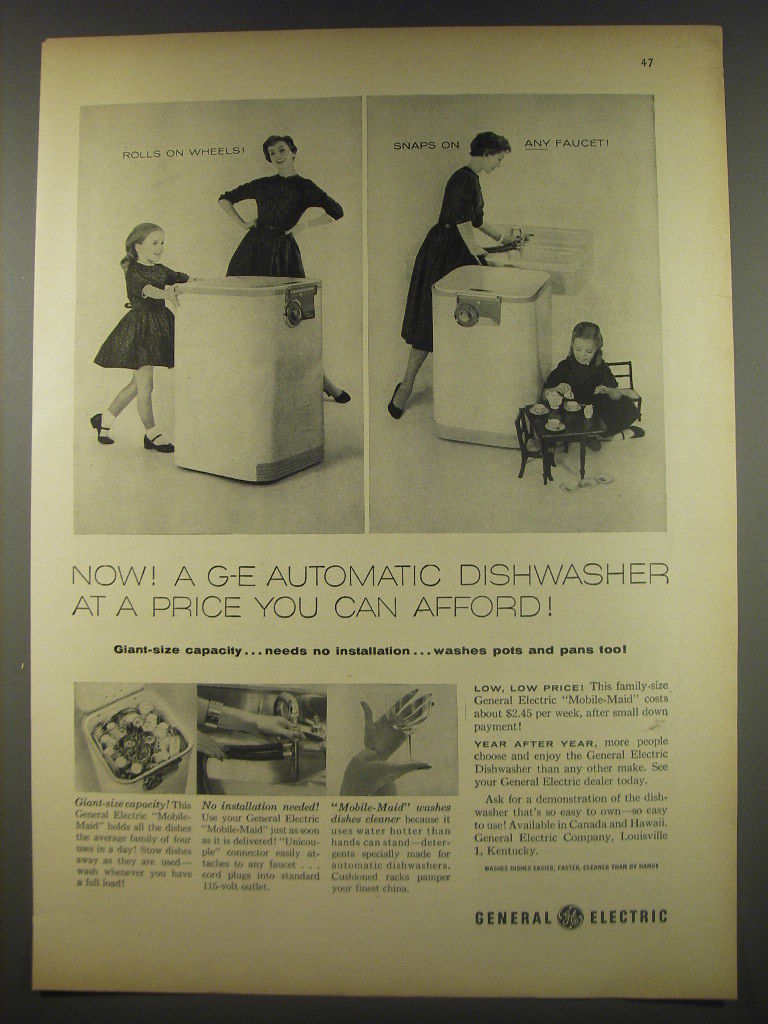 47
ROLLS ON WHEELS!
SNAPS ON ANY FAUCET!
NOW! A G-E AUTOMATIC DISHWASHER
AT A PRICE YOU CAN AFFORD!
Giant-size capacity...needs no installation...washes pots and pans too!
Giant-size capacity! This
General Electric "Mobile-
Maid" holds all the dishes
the average family of four
uses in a day! Stow dishes
away as they are used—
wash whenever you have
a full load!
No installation needed!
Use your General Electric
"Mobile-Maid" just as soon
as it is delivered! "Unicou-
ple" connector easily at-
taches to any faucet . . .
cord plugs into standard
115-volt outlet.
"Mobile-Maid" washes
dishes cleaner because it
uses water hotter than
hands can stand—deter-
gents specially made for
automatic dishwashers.
Cushioned racks pamper
your finest china.
LOW, LOW PRICE! This family-size
General Electric "Mobile-Maid" costs
about $2.45 per week, after small down
payment!
YEAR AFTER YEAR, more people
choose and enjoy the General Electric
Dishwasher than any other make. See
your General Electric dealer today.
Ask for a demonstration of the dish-
washer that's so easy to own—so easy
to use! Available in Canada and Hawaii.
General Electric Company, Louisville
1, Kentucky.
WASHES DISHES EASIER, FASTER, CLEANER THAN BY HAND!
GENERAL GE ELECTRIC